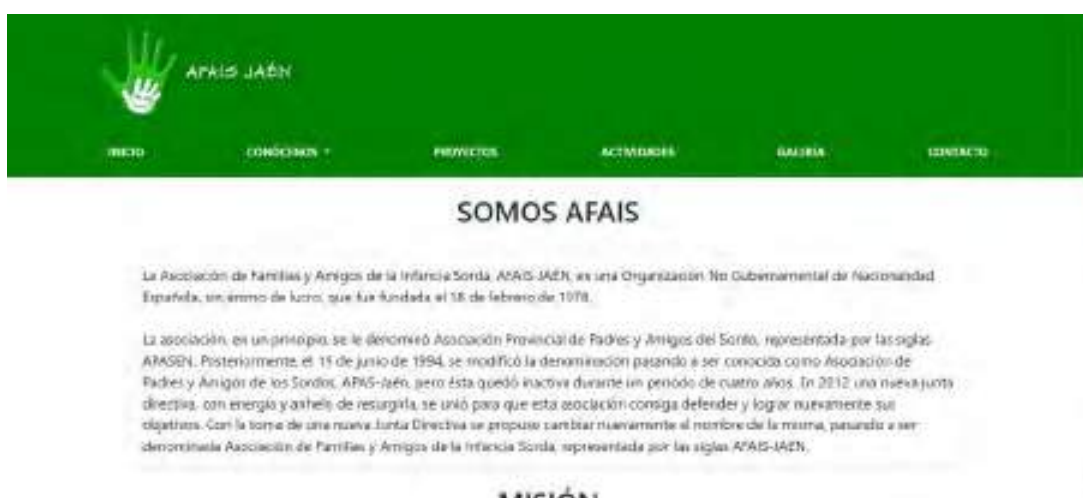 AFAIS JAÉN
INICIO CONÓCENOS PROYECTOS ACTIVIDADES GALERÍA CONTACTO
SOMOS AFAIS
La Asociación de Familias y Amigos de la Infancia Sorda, AFAIS-JAÉN, es una Organización No Gubernamental de Nacionalidad
Española, sin ánimo de lucro, que fue fundada el 18 de febrero de 1978.
La asociación, en un principio, se le denominó Asociación Provincial de Padres y Amigos del Sordo, representada por las siglas
APASEN. Posteriormente, el de junio de 1994, se modificó la denominación pasando a ser conocida como Asociación de
Padres y Amigos de los Sordos, APAS-Jaén, pero ésta quedó inactiva durante un periodo de cuatro años. En 2012 una nueva junta
directiva, con energía y anhelo de resurgirla, se unió para que esta asociación consiga defender y lograr nuevamente sus
objetivos. Con la toma de una nueva Junta Directiva se propuso cambiar nuevamente el nombre de la misma, pasando a ser
denominada Asociación de Familias y Amigos de la Infancia Sorda, representada por las siglas AFAIS-JAÉN.
MISIÓN